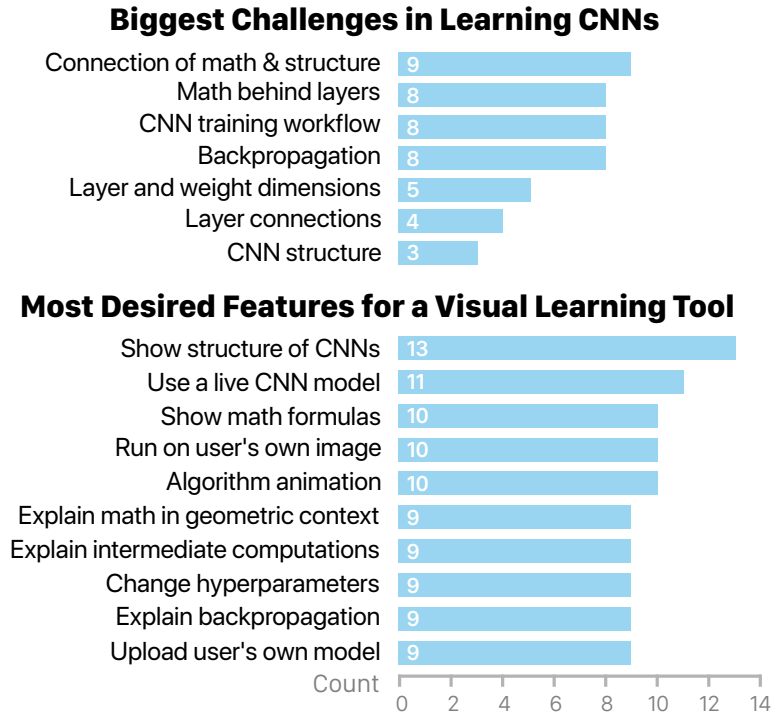 Biggest Challenges in Learning CNNs
Connection of math & structure 9
Math behind layers 8
CNN training workflow 8
Backpropagation 8
Layer and weight dimensions 5
Layer connections 4
CNN structure 3
Most Desired Features for a Visual Learning Tool
Show structure of CNNs 13
Use a live CNN model 11
Show math formulas 10
Run on user's own image 10
Algorithm animation 10
Explain math in geometric context 9
Explain intermediate computations 9
Change hyperparameters 9
Explain backpropagation 9
Upload user's own model 9
Count
0 2 4 6 8 10 12 14